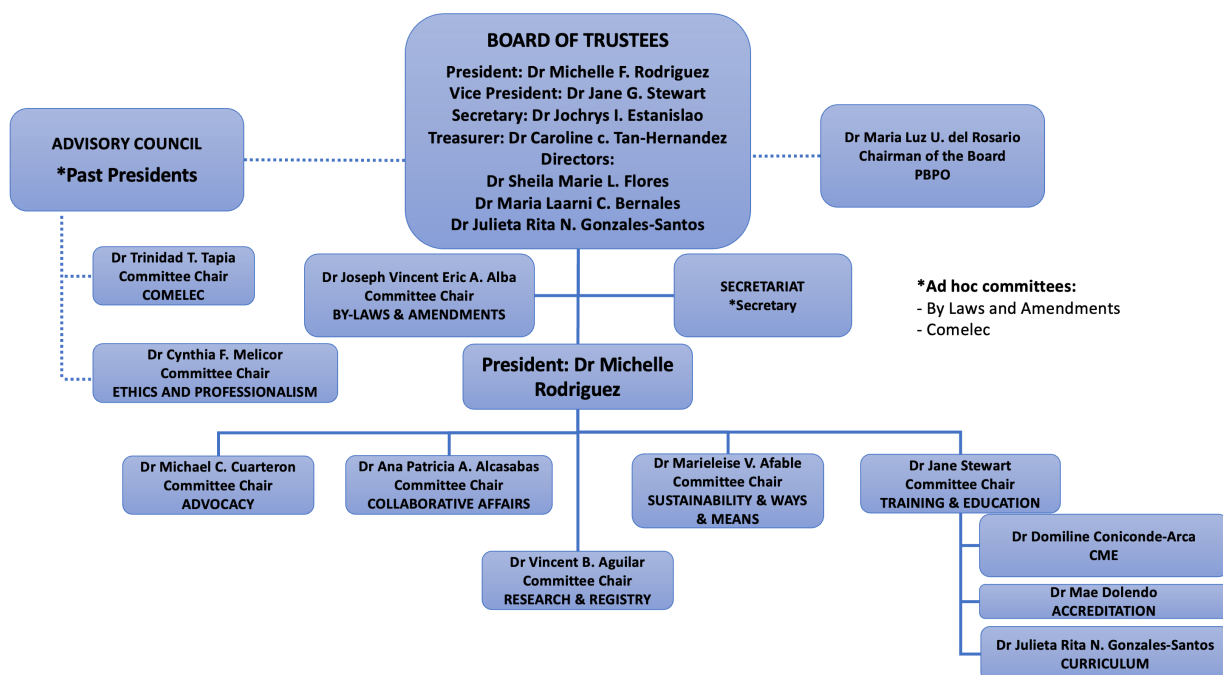 BOARD OF TRUSTEES
President: Dr Michelle F. Rodriguez
Vice President: Dr Jane G. Stewart
Secretary: Dr Jochrys I. Estanislao
Treasurer: Dr Caroline c. Tan-Hernandez
Directors:
Dr Sheila Marie L. Flores
Dr Maria Laarni C. Bernales
Dr Julieta Rita N. Gonzales-Santos
ADVISORY COUNCIL
*Past Presidents
Dr Maria Luz U. del Rosario
Chairman of the Board
PBPO
Dr Trinidad T. Tapia
Committee Chair
COMELEC
Dr Cynthia F. Melicor
Committee Chair
ETHICS AND PROFESSIONALISM
Dr Joseph Vincent Eric A. Alba
Committee Chair
BY-LAWS & AMENDMENTS
SECRETARIAT
*Secretary
*Ad hoc committees:
- By Laws and Amendments
- Comelec
President: Dr Michelle
Rodriguez
Dr Michael C. Cuarteron
Committee Chair
ADVOCACY
Dr Ana Patricia A. Alcasabas
Committee Chair
COLLABORATIVE AFFAIRS
Dr Marieleise V. Afable
Committee Chair
SUSTAINABILITY & WAYS
& MEANS
Dr Jane Stewart
Committee Chair
TRAINING & EDUCATION
Dr Vincent B. Aguilar
Committee Chair
RESEARCH & REGISTRY
Dr Domiline Coniconde-Arca
CME
Dr Mae Dolendo
ACCREDITATION
Dr Julieta Rita N. Gonzales-Santos
CURRICULUM